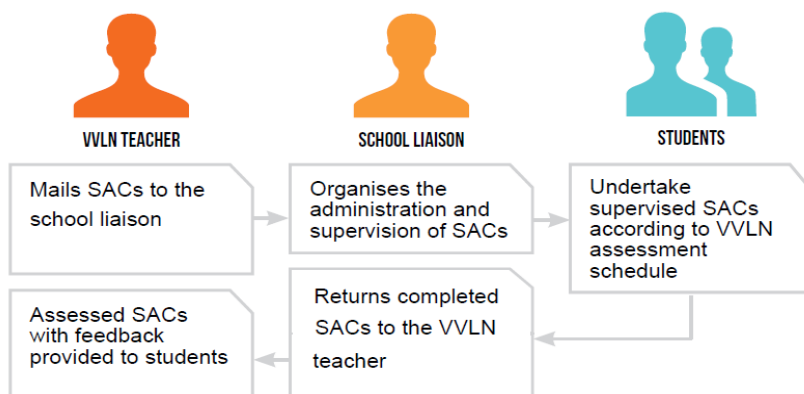 VVLN TEACHER
SCHOOL LIAISON
STUDENTS
Mails SACs to the
school liaison
Organises the
administration and
supervision of SACs
Undertake
supervised SACs
according to VVLN
assessment
schedule
Returns completed
SACs to the VVLN
teacher
Assessed SACs
with feedback
provided to students